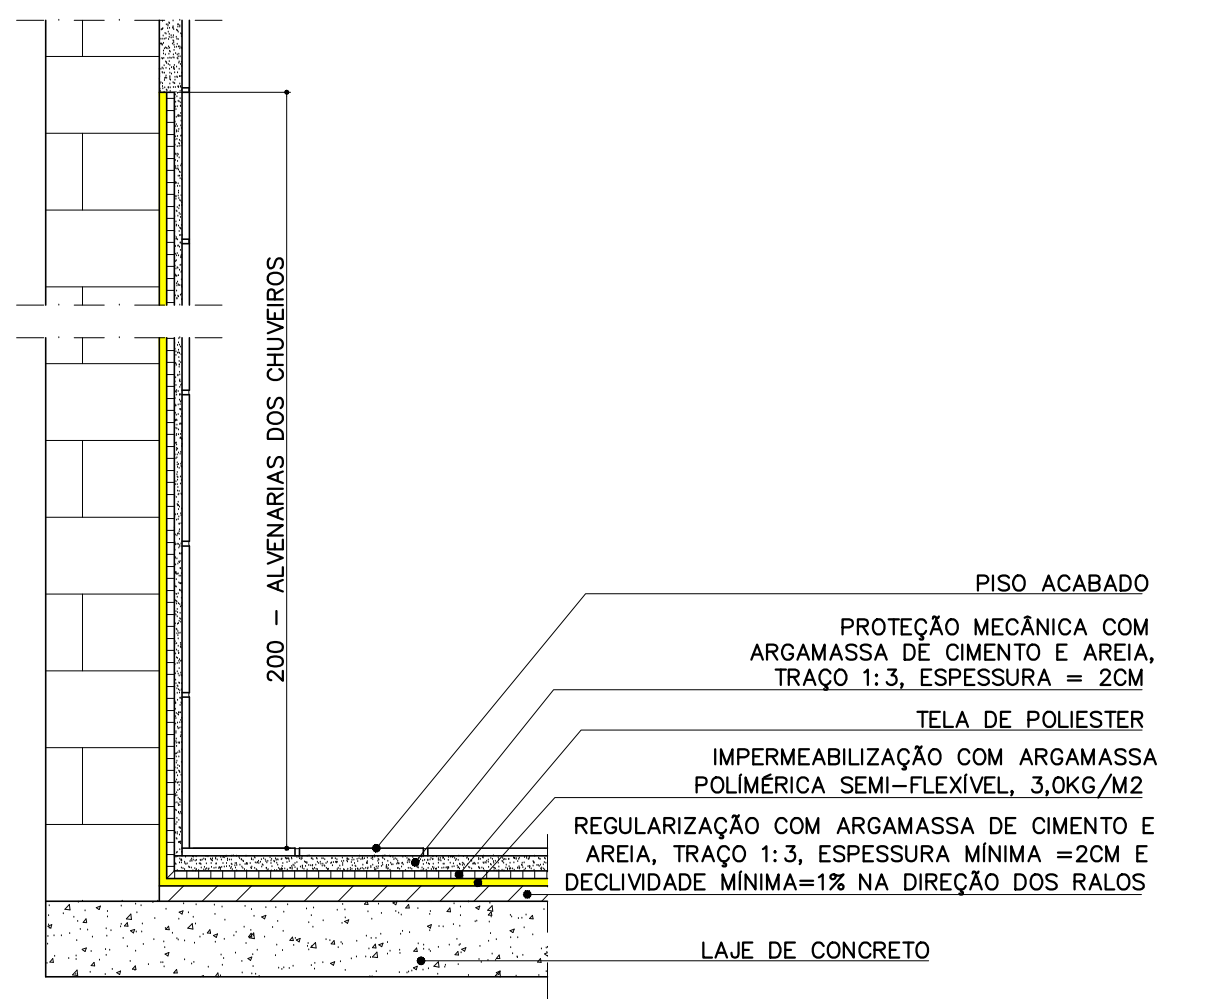 200 – ALVENARIAS DOS CHUVEIROS
PISO ACABADO
PROTEÇÃO MECÂNICA COM
ARGAMASSA DE CIMENTO E AREIA,
TRAÇO 1:3, ESPESSURA = 2CM
TELA DE POLIESTER
IMPERMEABILIZAÇÃO COM ARGAMASSA
POLÍMÉRICA SEMI–FLEXÍVEL, 3,0KG/M2
REGULARIZAÇÃO COM ARGAMASSA DE CIMENTO E
AREIA, TRAÇO 1:3, ESPESSURA MÍNIMA =2CM E
DECLIVIDADE MÍNIMA=1% NA DIREÇÃO DOS RALOS
LAJE DE CONCRETO